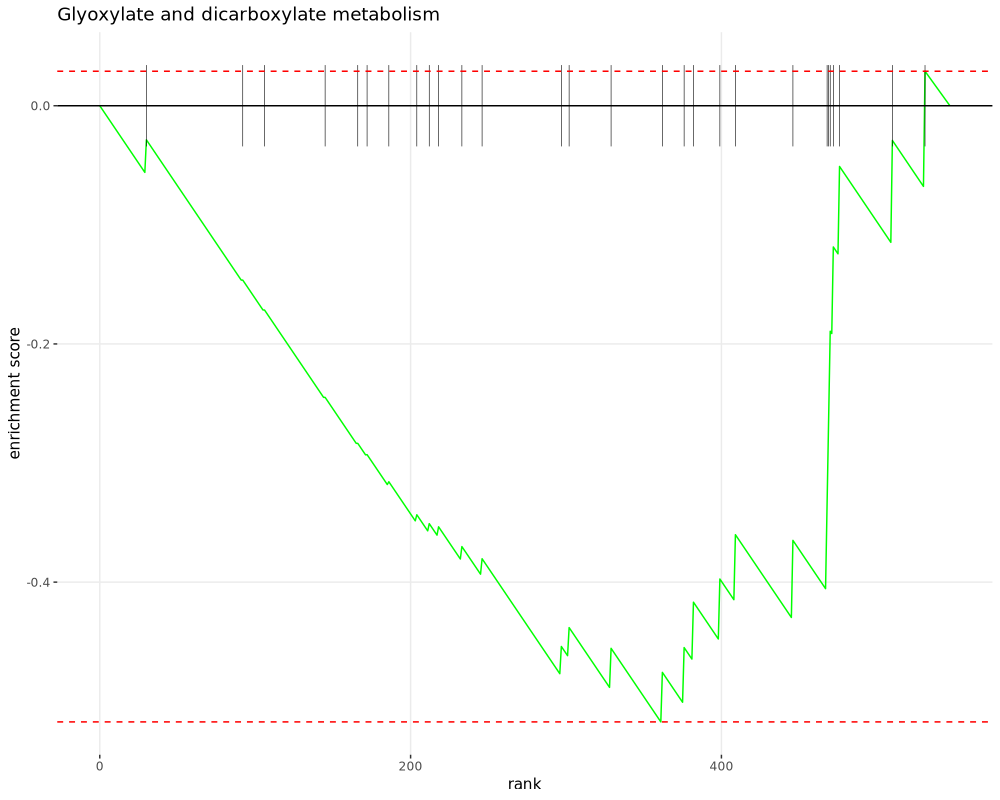 Glyoxylate and dicarboxylate metabolism
enrichment score
0.0
-0.2
-0.4
0
200
400
rank